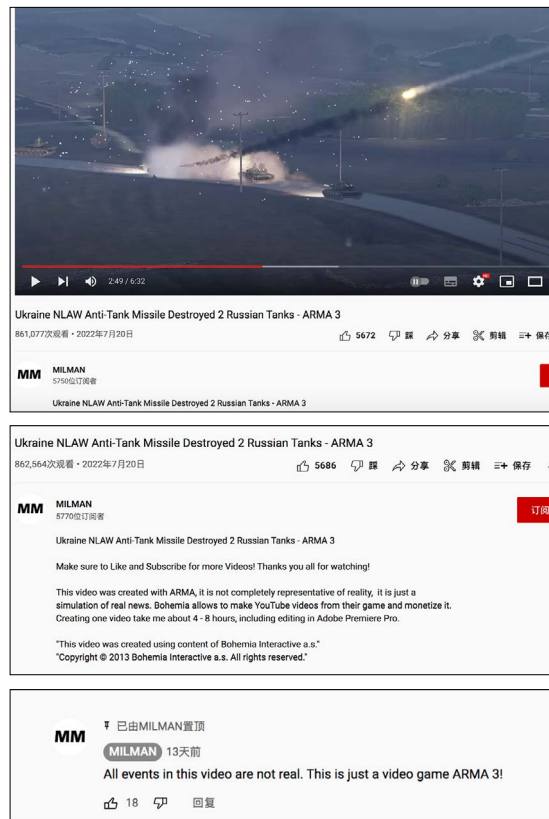 2:49 / 6:32
Ukraine NLAW Anti-Tank Missile Destroyed 2 Russian Tanks - ARMA 3
861,077次观看・2022年7月20日 5672 踩 分享 剪辑 保存
MM MILMAN
5750位订阅者
Ukraine NLAW Anti-Tank Missile Destroyed 2 Russian Tanks - ARMA 3
Ukraine NLAW Anti-Tank Missile Destroyed 2 Russian Tanks - ARMA 3
862,564次观看・2022年7月20日 5686 踩 分享 剪辑 保存
MM MILMAN 订阅
5770位订阅者
Ukraine NLAW Anti-Tank Missile Destroyed 2 Russian Tanks - ARMA 3
Make sure to Like and Subscribe for more Videos! Thanks you all for watching!
This video was created with ARMA, it is not completely representative of reality, it is just a
simulation of real news. Bohemia allows to make YouTube videos from their game and monetize it.
Creating one video take me about 4 - 8 hours, including editing in Adobe Premiere Pro.
"This video was created using content of Bohemia Interactive a.s."
"Copyright © 2013 Bohemia Interactive a.s. All rights reserved."
已由MILMAN置顶
MM MILMAN 13天前
All events in this video are not real. This is just a video game ARMA 3!
18 回复